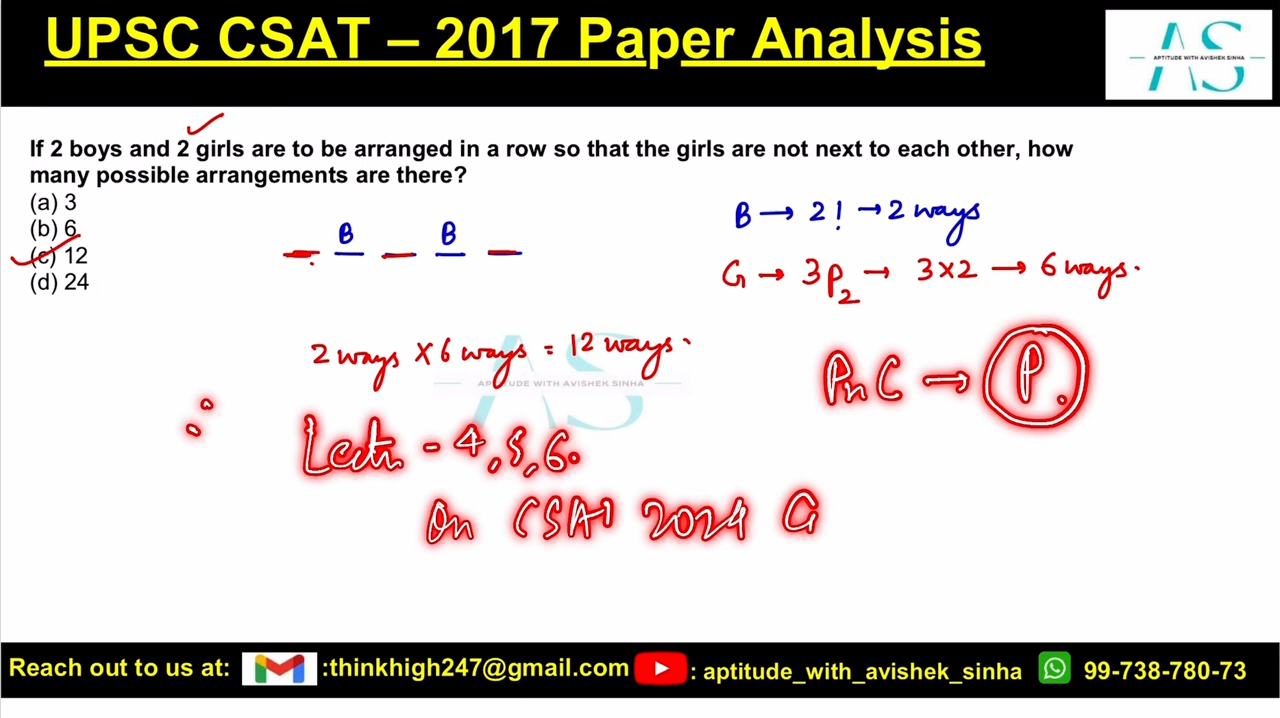 UPSC CSAT – 2017 Paper Analysis
AS
APTITUDE WITH AVISHEK SINHA
If 2 boys and 2 girls are to be arranged in a row so that the girls are not next to each other, how
many possible arrangements are there?
(a) 3
(b) 6
(c) 12
(d) 24
B B
B → 2! → 2 ways
G → 3P2 → 3×2 → 6 ways.
2 ways × 6 ways = 12 ways.
APTITUDE WITH AVISHEK SINHA
PnC → P.
- 4, 5, 6.
On CSAT 2024 G
Reach out to us at: :thinkhigh247@gmail.com : aptitude_with_avishek_sinha 99-738-780-73